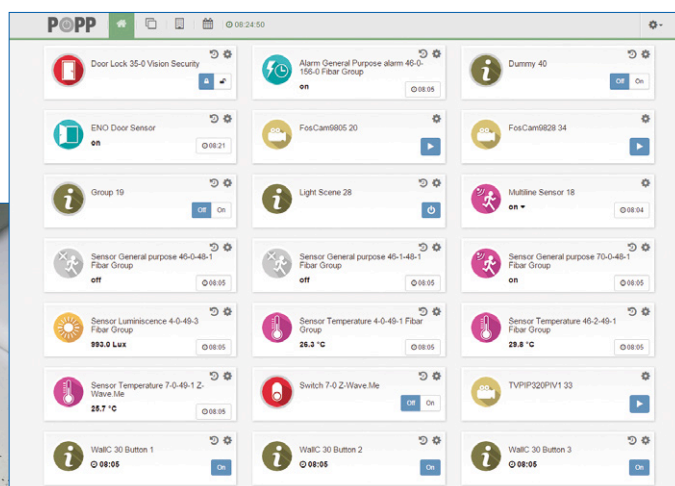 POPP
08:24:50
Door Lock 35-0 Vision Security
Alarm General Purpose alarm 46-0-
156-0 Fibar Group
on
08:05
Dummy 40
Off On
ENO Door Sensor
on
08:21
FosCam9805 20
FosCam9828 34
Group 19
Off On
Light Scene 28
Multiline Sensor 18
on
08:04
Sensor General purpose 46-0-48-1
Fibar Group
off
08:05
Sensor General purpose 46-1-48-1
Fibar Group
off
08:05
Sensor General purpose 70-0-48-1
Fibar Group
on
08:05
Sensor Luminiscence 4-0-49-3
Fibar Group
993.0 Lux
08:05
Sensor Temperature 4-0-49-1 Fibar
Group
26.3 °C
08:05
Sensor Temperature 46-2-49-1
Fibar Group
29.8 °C
08:05
Sensor Temperature 7-0-49-1 Z-
Wave.Me
25.7 °C
08:05
Switch 7-0 Z-Wave.Me
Off On
TVPIP320PIV1 33
WallC 30 Button 1
08:05
On
WallC 30 Button 2
08:05
On
WallC 30 Button 3
08:05
On